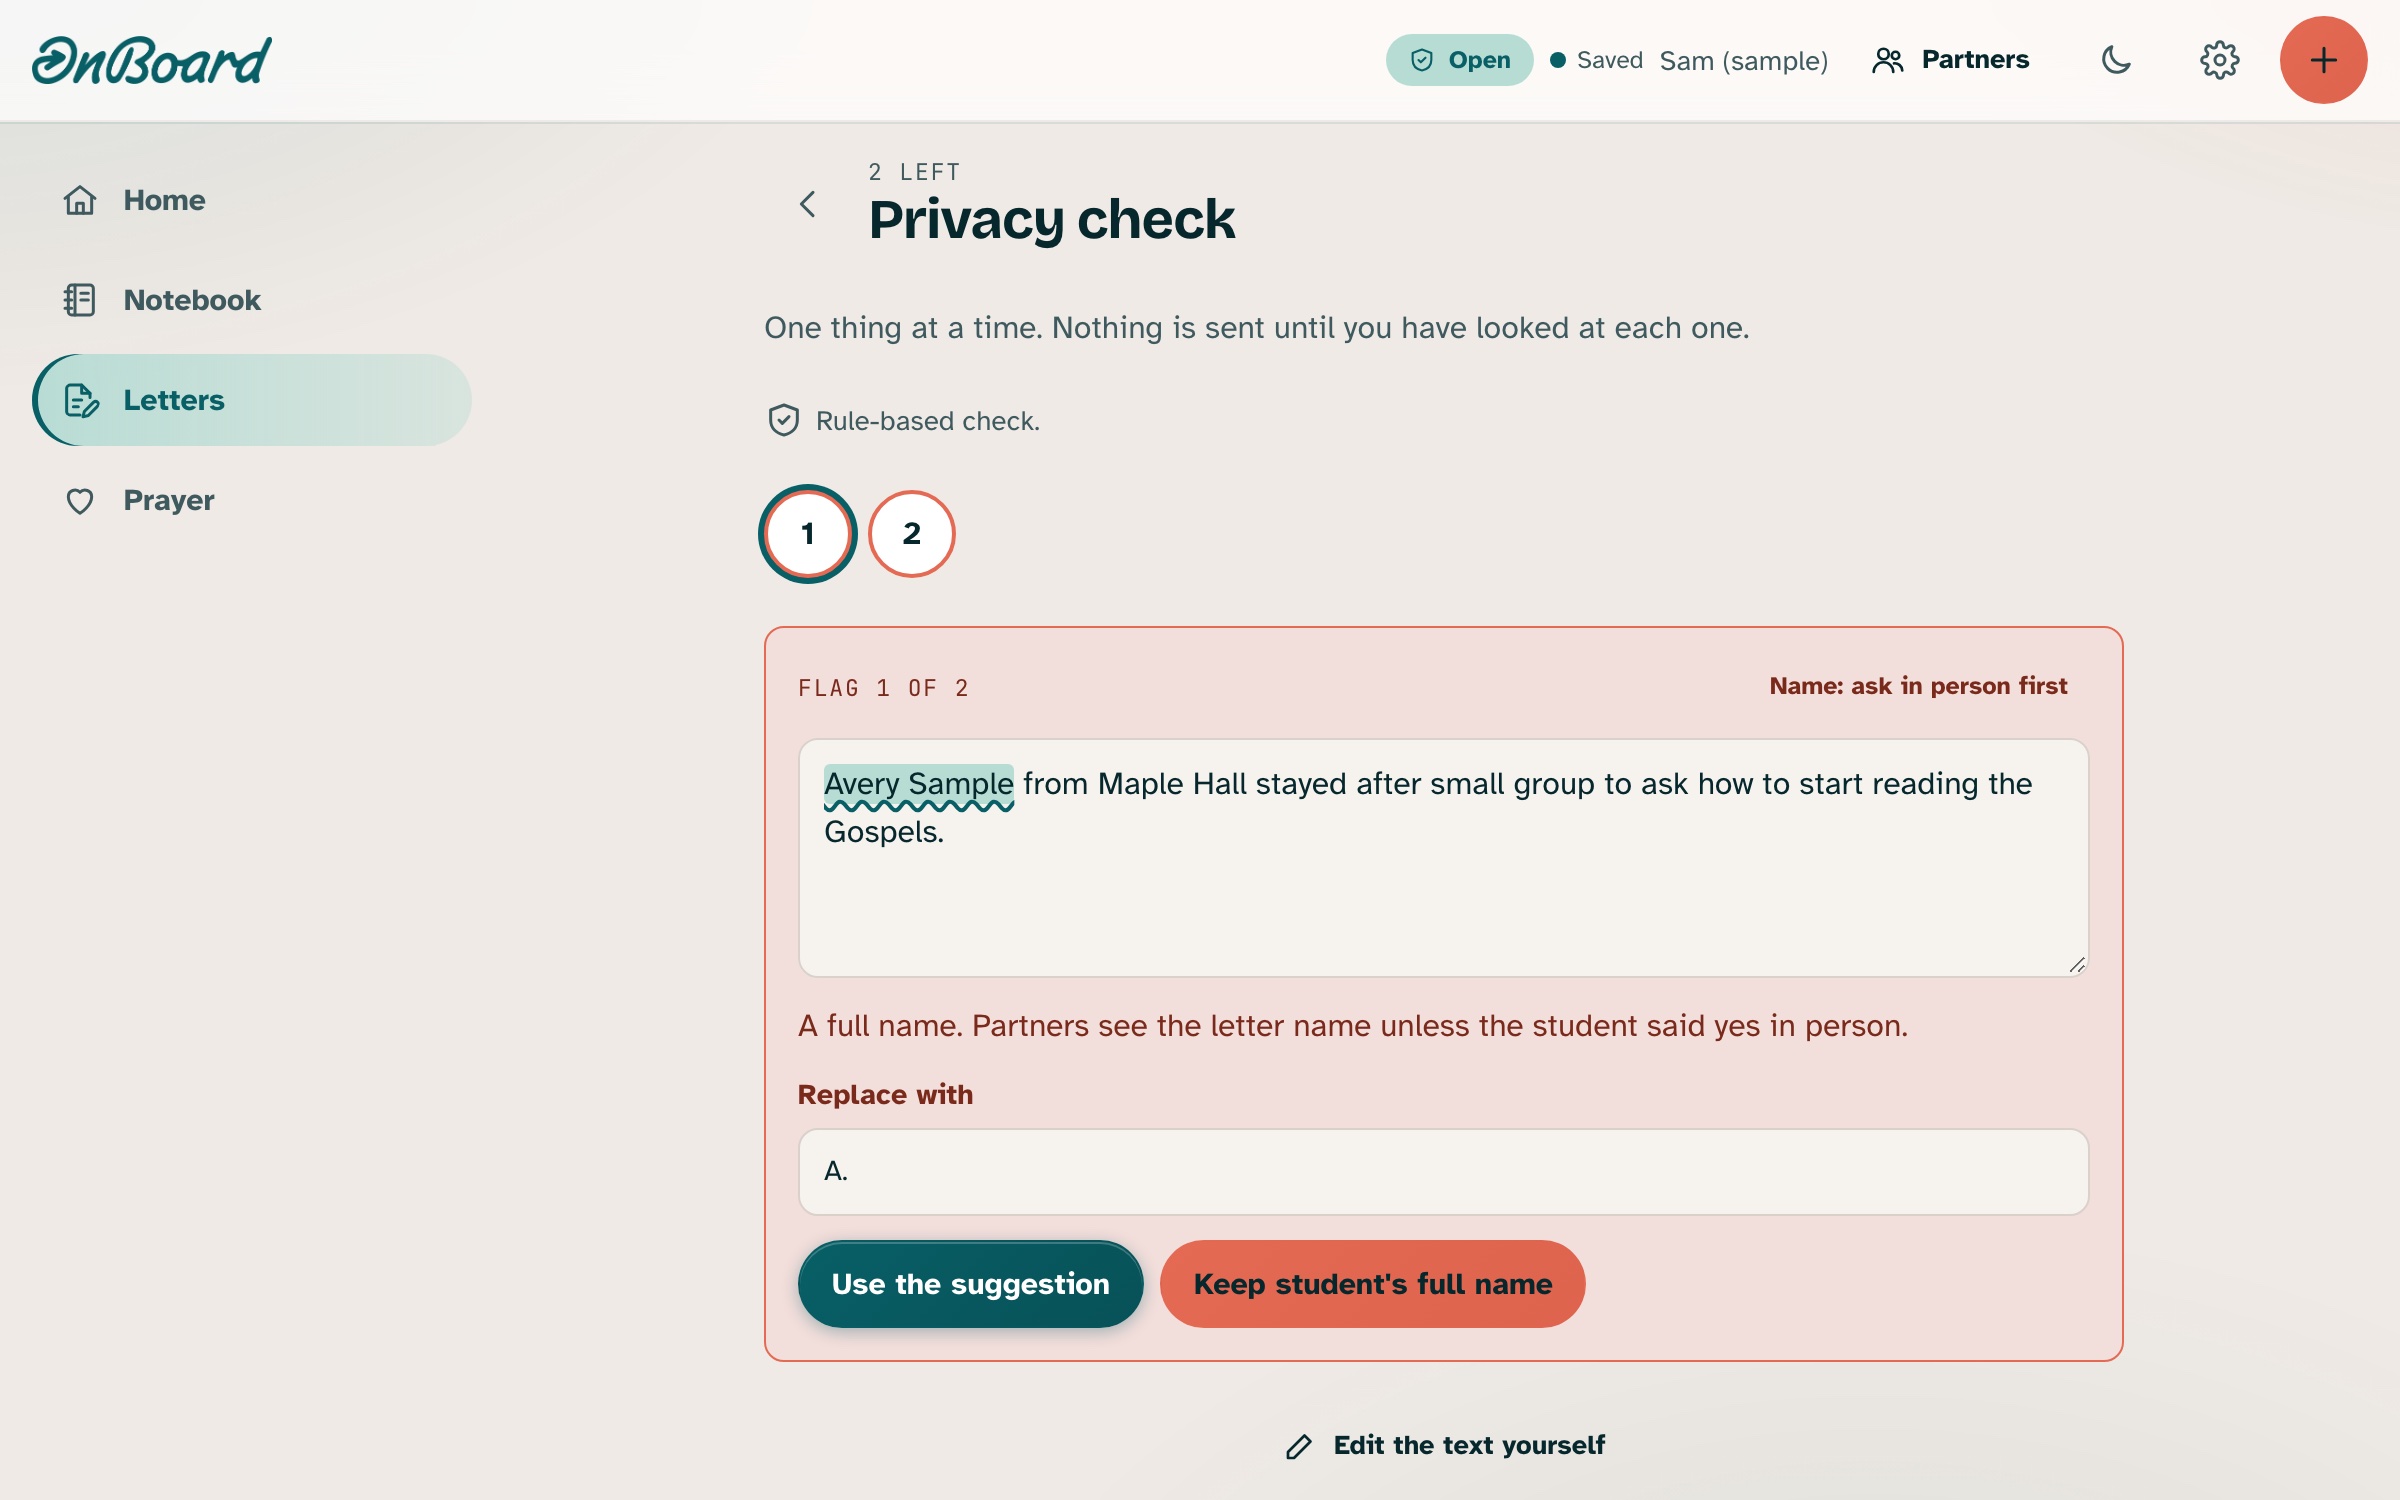 OnBoard
Open
Saved
Sam (sample)
Partners
Home
Notebook
Letters
Prayer
2 LEFT
Privacy check
One thing at a time. Nothing is sent until you have looked at each one.
Rule-based check.
1
2
FLAG 1 OF 2
Name: ask in person first
Avery Sample from Maple Hall stayed after small group to ask how to start reading the
Gospels.
A full name. Partners see the letter name unless the student said yes in person.
Replace with
A.
Use the suggestion
Keep student's full name
Edit the text yourself